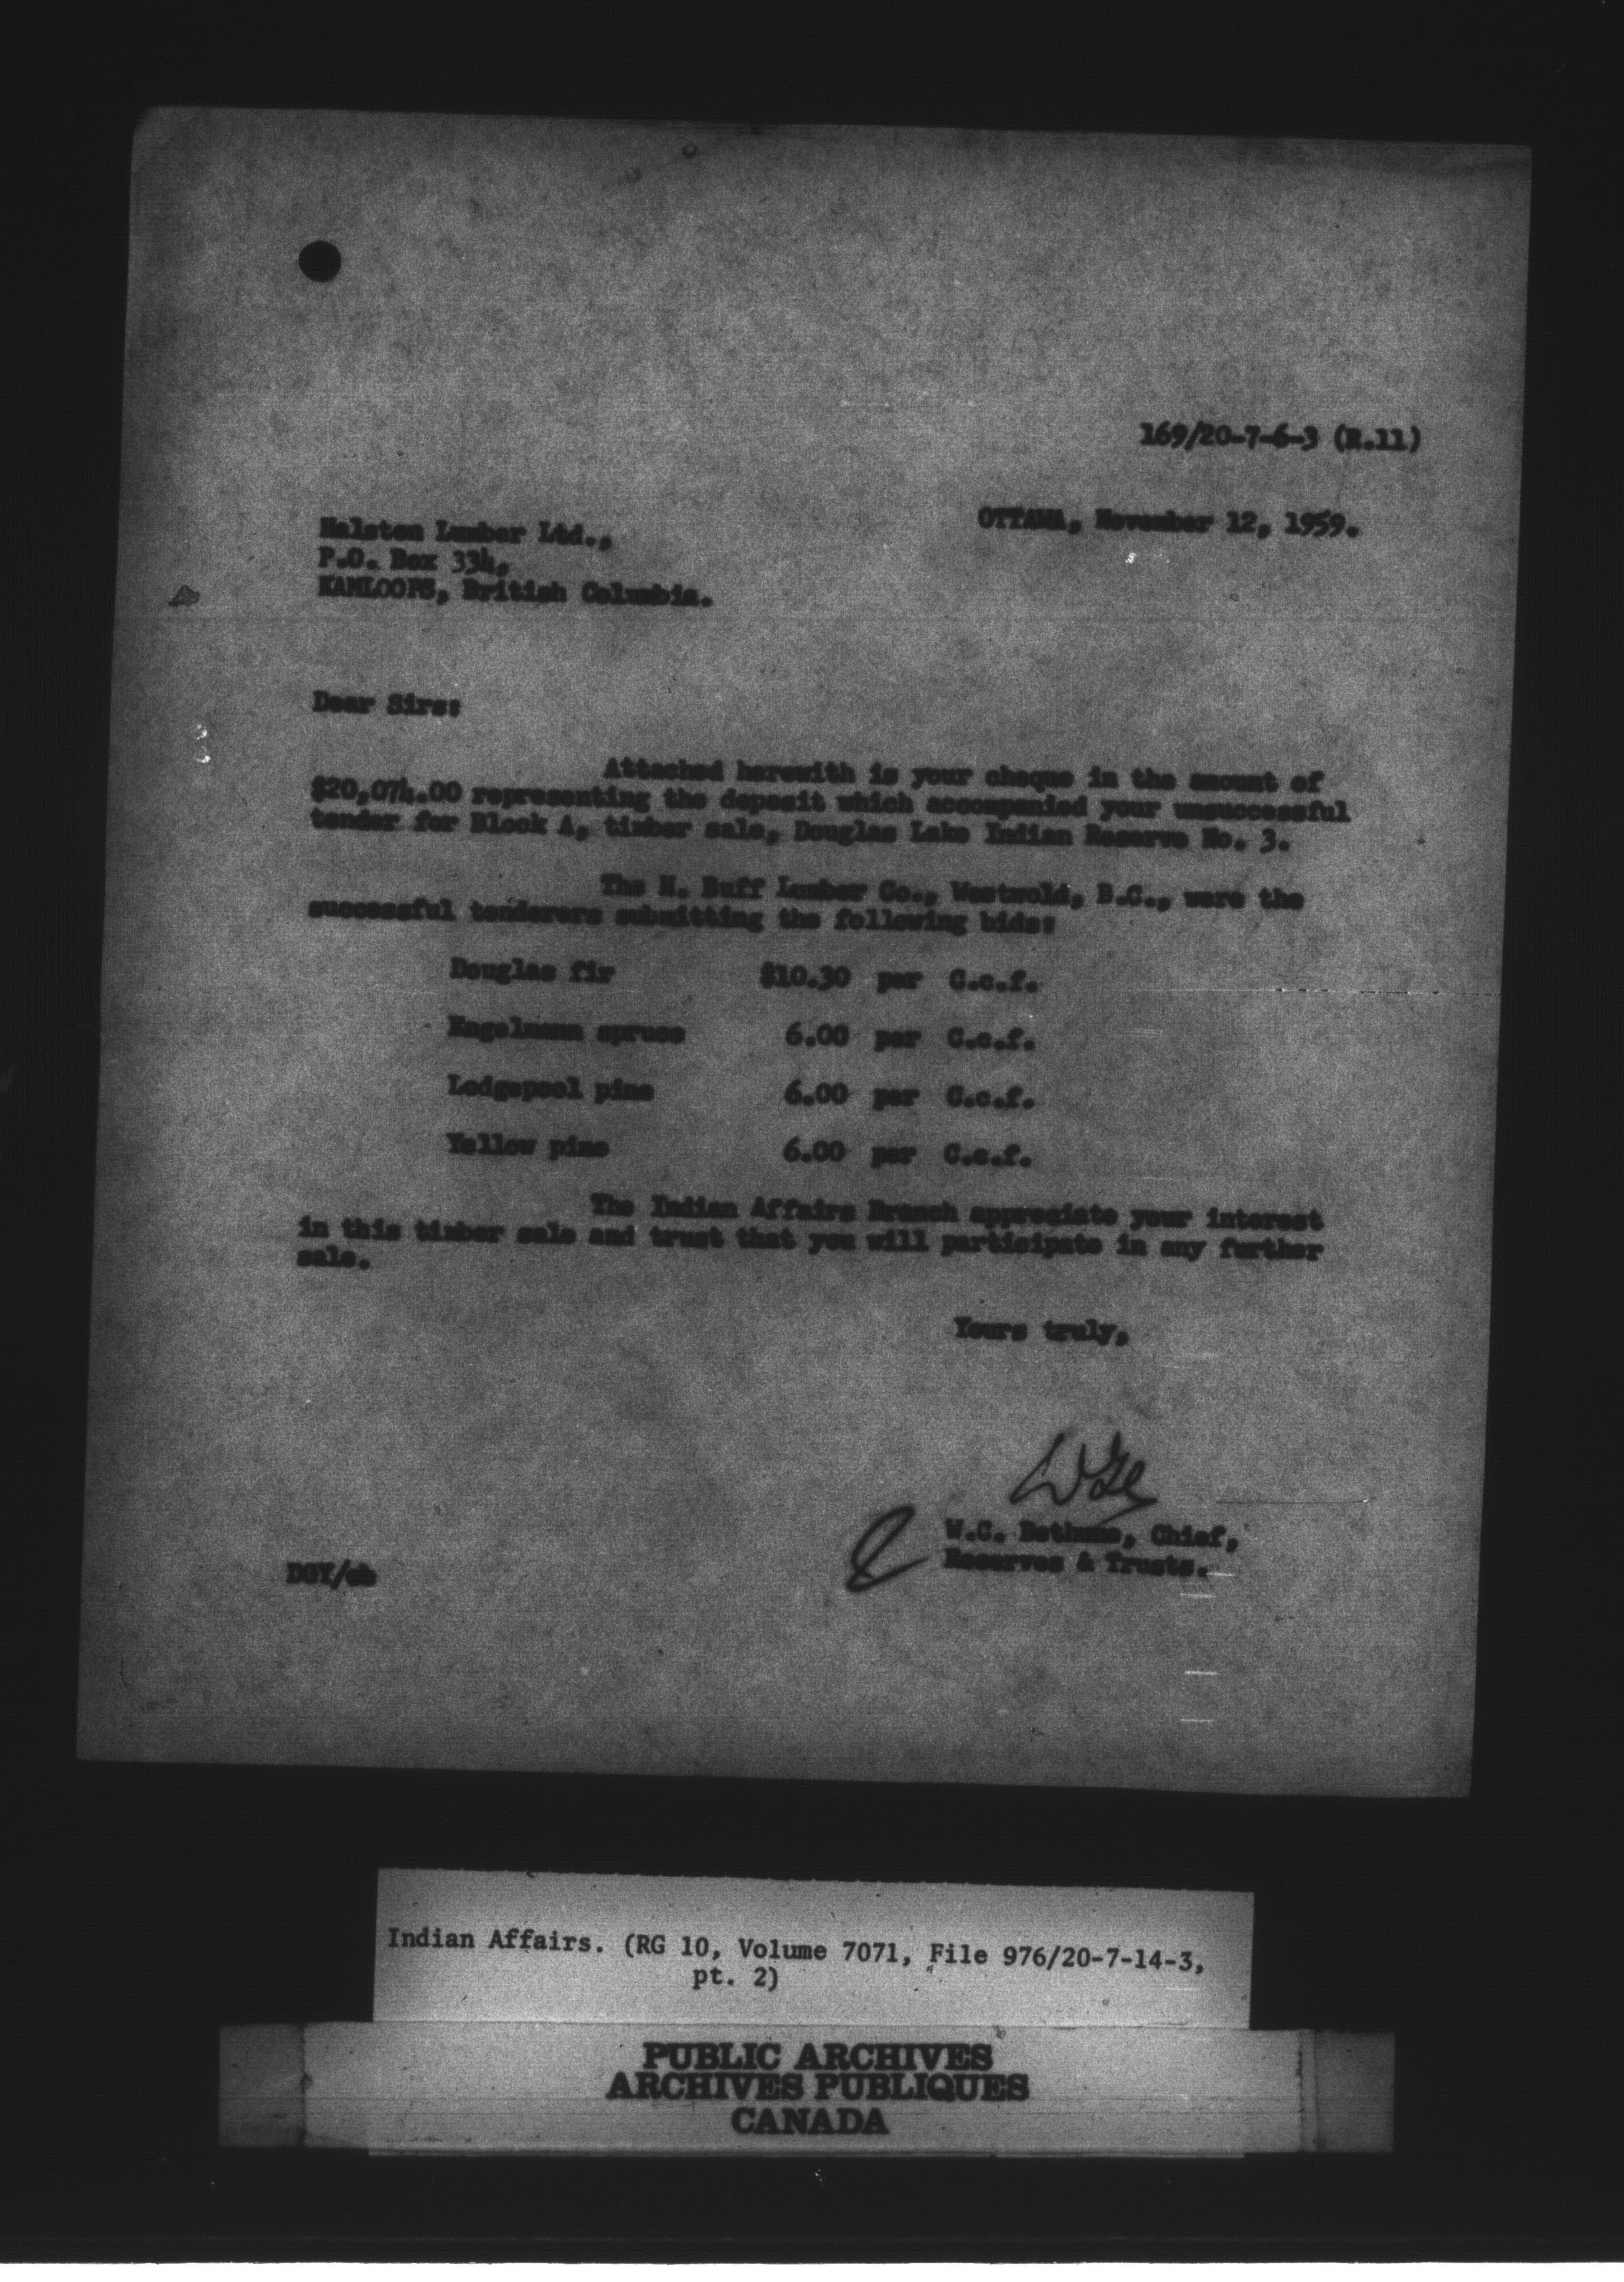 169/20-7-6-3 (R.11)
OTTAWA, November 12, 1959.
Halston Lumber Ltd.,
P.O. Box 334,
KAMLOOPS, British Columbia.
Dear Sirs:
Attached herewith is your cheque in the amount of
$20,074.00 representing the deposit which accompanied your unsuccessful
tender for Block A, timber sale, Douglas Lake Indian Reserve No. 3.
The H. Buff Lumber Co., Westwold, B.C., were the
successful tenderers submitting the following bids:
Douglas fir $10.30 per C.c.f.
Engelmann spruce 6.00 per C.c.f.
Lodgepool pine 6.00 per C.c.f.
Yellow pine 6.00 per C.c.f.
The Indian Affairs Branch appreciate your interest
in this timber sale and trust that you will participate in any further
sale.
Yours truly,
W.C. Bethune, Chief,
Reserves & Trusts.
Indian Affairs. (RG 10, Volume 7071, File 976/20-7-14-3,
pt. 2)
PUBLIC ARCHIVES
ARCHIVES PUBLIQUES
CANADA